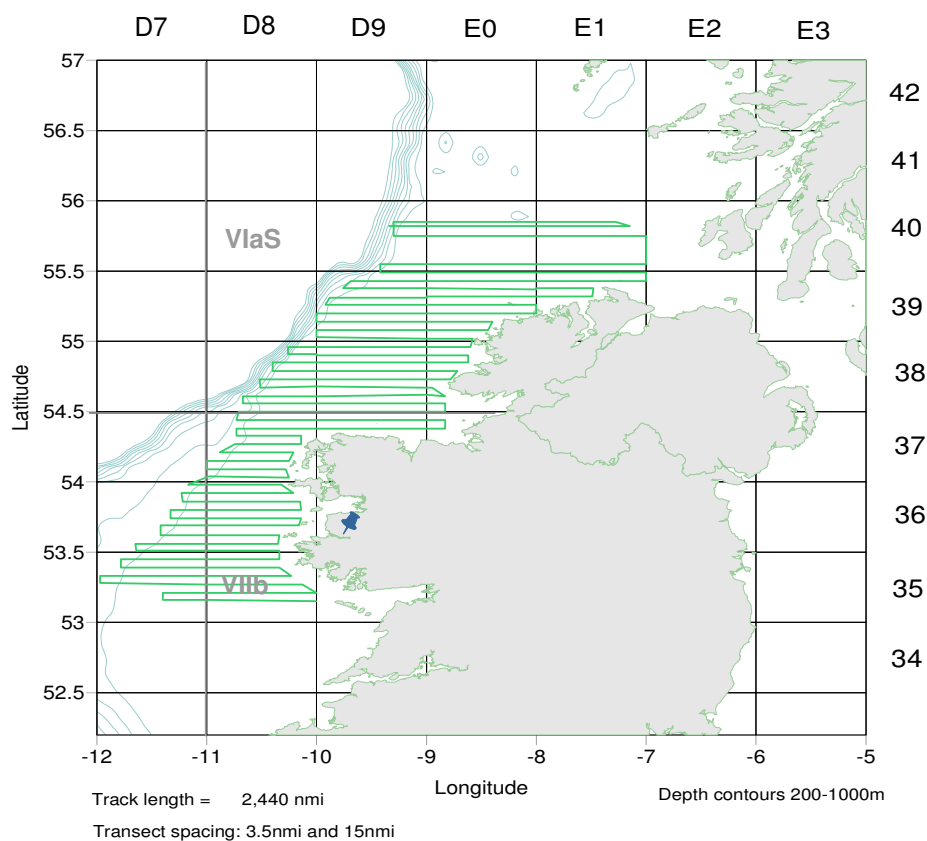 D7 D8 D9 E0 E1 E2 E3
57
42
56.5
41
56
VIaS
40
55.5
39
55
38
54.5
37
54
36
53.5
VIIb
35
53
34
52.5
Latitude
-12 -11 -10 -9 -8 -7 -6 -5
Longitude
Track length = 2,440 nmi
Depth contours 200-1000m
Transect spacing: 3.5nmi and 15nmi